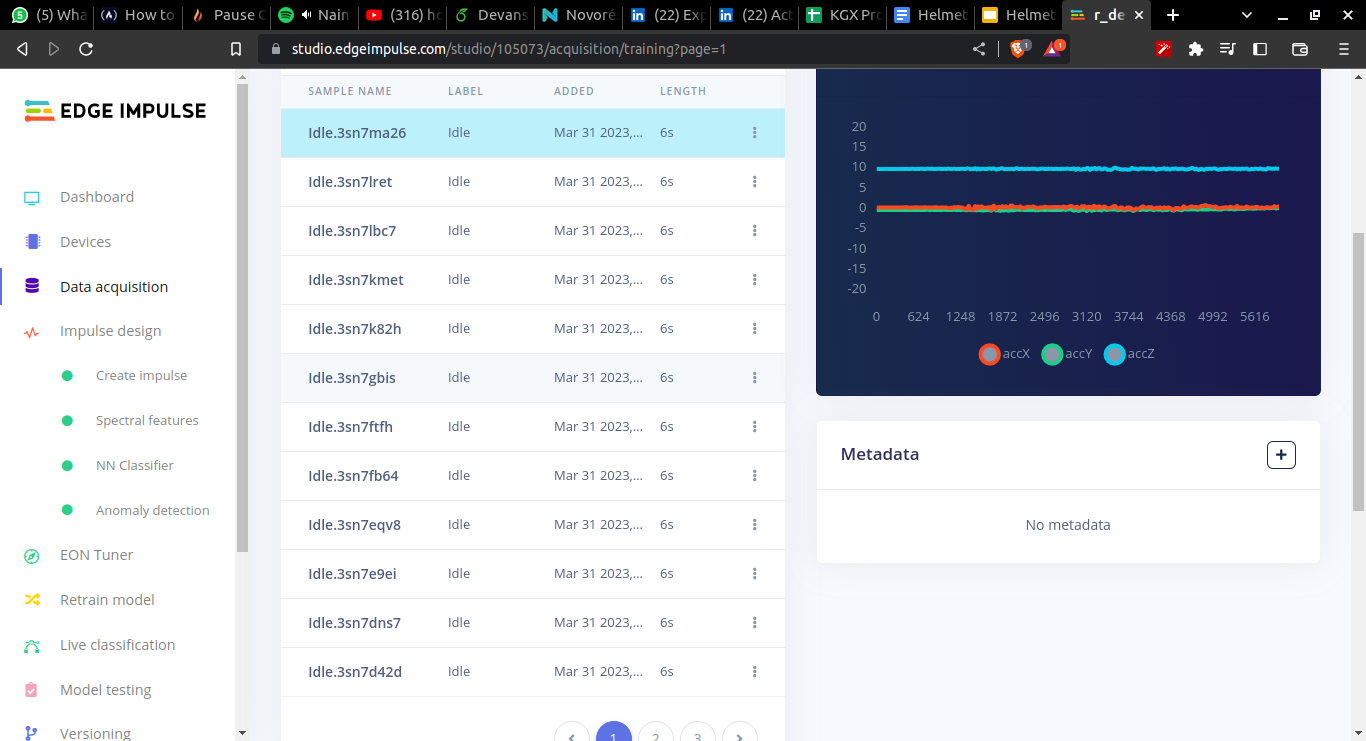 (5) Wha
How to
Pause C
Nain
(316) ho
Devans
Novoré
(22) Exp
(22) Act
KGX Pro
Helmet
Helmet
r_de
studio.edgeimpulse.com/studio/105073/acquisition/training?page=1
1
1
EDGE IMPULSE
Dashboard
Devices
Data acquisition
Impulse design
Create impulse
Spectral features
NN Classifier
Anomaly detection
EON Tuner
Retrain model
Live classification
Model testing
Versioning
SAMPLE NAME LABEL ADDED LENGTH
Idle.3sn7ma26 Idle Mar 31 2023,... 6s
Idle.3sn7lret Idle Mar 31 2023,... 6s
Idle.3sn7lbc7 Idle Mar 31 2023,... 6s
Idle.3sn7kmet Idle Mar 31 2023,... 6s
Idle.3sn7k82h Idle Mar 31 2023,... 6s
Idle.3sn7gbis Idle Mar 31 2023,... 6s
Idle.3sn7ftfh Idle Mar 31 2023,... 6s
Idle.3sn7fb64 Idle Mar 31 2023,... 6s
Idle.3sn7eqv8 Idle Mar 31 2023,... 6s
Idle.3sn7e9ei Idle Mar 31 2023,... 6s
Idle.3sn7dns7 Idle Mar 31 2023,... 6s
Idle.3sn7d42d Idle Mar 31 2023,... 6s
1 2 3
20
15
10
5
0
-5
-10
-15
-20
0 624 1248 1872 2496 3120 3744 4368 4992 5616
accX accY accZ
Metadata
No metadata